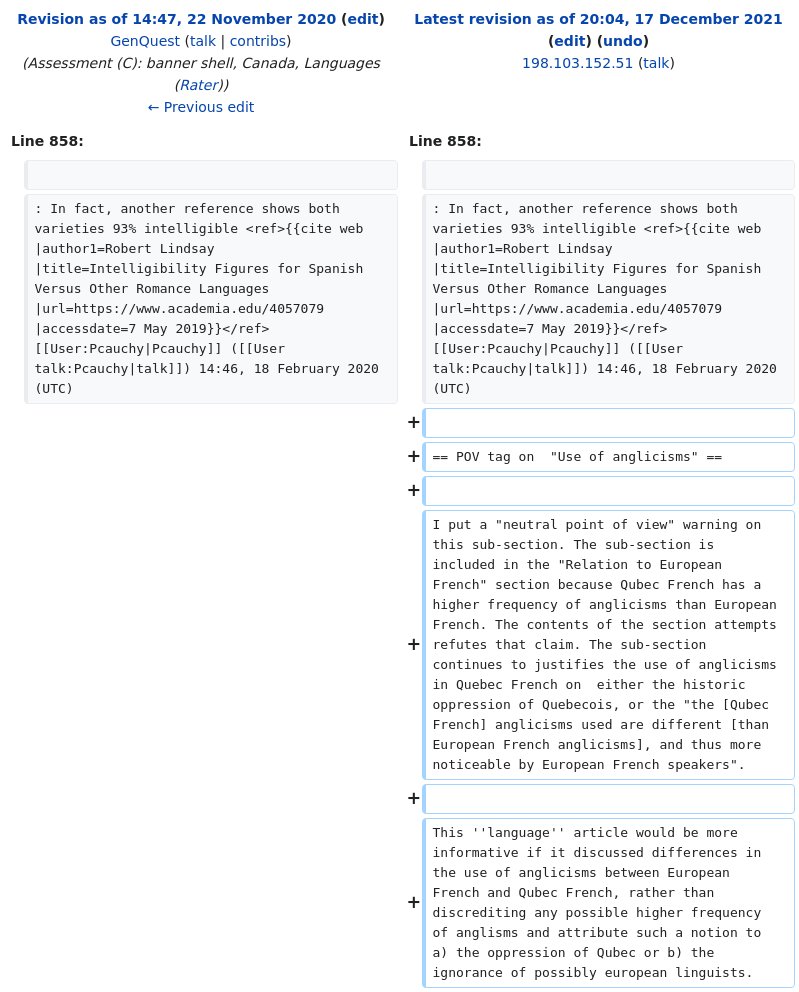 Revision as of 14:47, 22 November 2020 (edit)
GenQuest (talk | contribs)
(Assessment (C): banner shell, Canada, Languages
(Rater))
← Previous edit
Latest revision as of 20:04, 17 December 2021
(edit) (undo)
198.103.152.51 (talk)
Line 858:
Line 858:
: In fact, another reference shows both
varieties 93% intelligible <ref>{{cite web
|author1=Robert Lindsay
|title=Intelligibility Figures for Spanish
Versus Other Romance Languages
|url=https://www.academia.edu/4057079
|accessdate=7 May 2019}}</ref>
[[User:Pcauchy|Pcauchy]] ([[User
talk:Pcauchy|talk]]) 14:46, 18 February 2020
(UTC)
: In fact, another reference shows both
varieties 93% intelligible <ref>{{cite web
|author1=Robert Lindsay
|title=Intelligibility Figures for Spanish
Versus Other Romance Languages
|url=https://www.academia.edu/4057079
|accessdate=7 May 2019}}</ref>
[[User:Pcauchy|Pcauchy]] ([[User
talk:Pcauchy|talk]]) 14:46, 18 February 2020
(UTC)
+
+ == POV tag on  "Use of anglicisms" ==
+
I put a "neutral point of view" warning on
this sub-section. The sub-section is
included in the "Relation to European
French" section because Qubec French has a
higher frequency of anglicisms than European
French. The contents of the section attempts
+ refutes that claim. The sub-section
continues to justifies the use of anglicisms
in Quebec French on  either the historic
oppression of Quebecois, or the "the [Qubec
French] anglicisms used are different [than
European French anglicisms], and thus more
noticeable by European French speakers".
+
This ''language'' article would be more
informative if it discussed differences in
the use of anglicisms between European
French and Qubec French, rather than
+ discrediting any possible higher frequency
of anglisms and attribute such a notion to
a) the oppression of Qubec or b) the
ignorance of possibly european linguists.